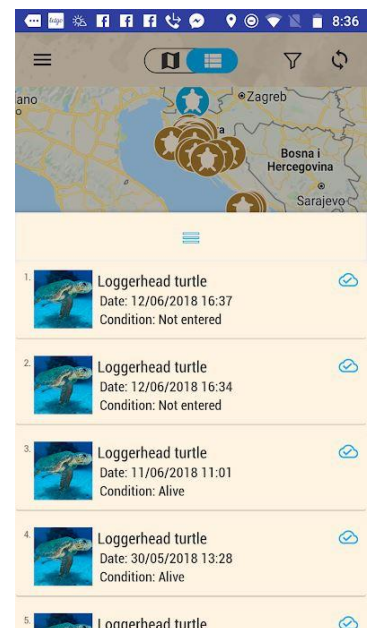 8:36
ano
Zagreb
Bosna i
Hercegovina
Sarajevo
1.
Loggerhead turtle
Date: 12/06/2018 16:37
Condition: Not entered
2.
Loggerhead turtle
Date: 12/06/2018 16:34
Condition: Not entered
3.
Loggerhead turtle
Date: 11/06/2018 11:01
Condition: Alive
4.
Loggerhead turtle
Date: 30/05/2018 13:28
Condition: Alive
5.
Loggerhead turtle